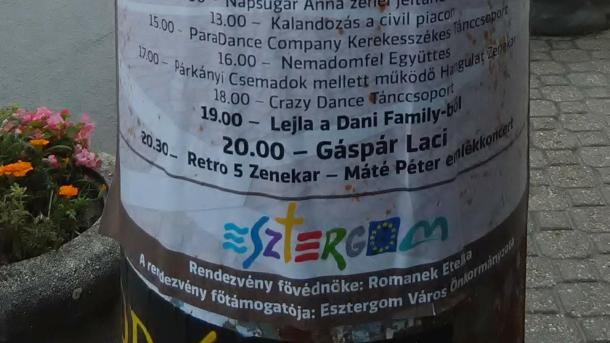 Napsugár Anna zenei
13.00 – Kalandozás a civil piacon
15.00 – ParaDance Company Kerekesszékes Tánccsoport
16.00 – Nemadomfel Együttes
17.00 – Párkányi Csemadok mellett működő Hangulat Zenekar
18.00 – Crazy Dance Tánccsoport
19.00 – Lejla a Dani Family-ból
20.00 – Gáspár Laci
20.30 – Retro 5 Zenekar – Máté Péter emlékkoncert
ESZTERGOM
Rendezvény fővédnöke: Romanek Etelka
A rendezvény főtámogatója: Esztergom Város Önkormányzata